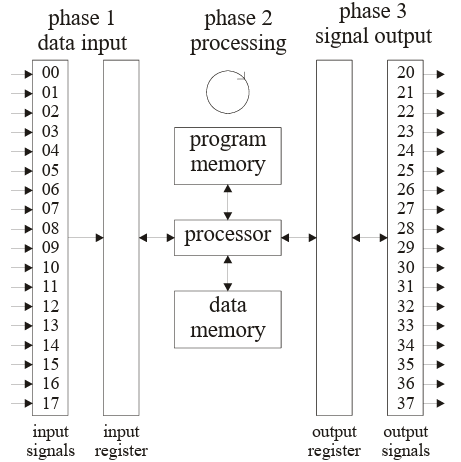 phase 1
data input
phase 2
processing
phase 3
signal output
00
01
02
03
04
05
06
07
08
09
10
11
12
13
14
15
16
17
program
memory
processor
data
memory
20
21
22
23
24
25
26
27
28
29
30
31
32
33
34
35
36
37
input
signals
input
register
output
register
output
signals